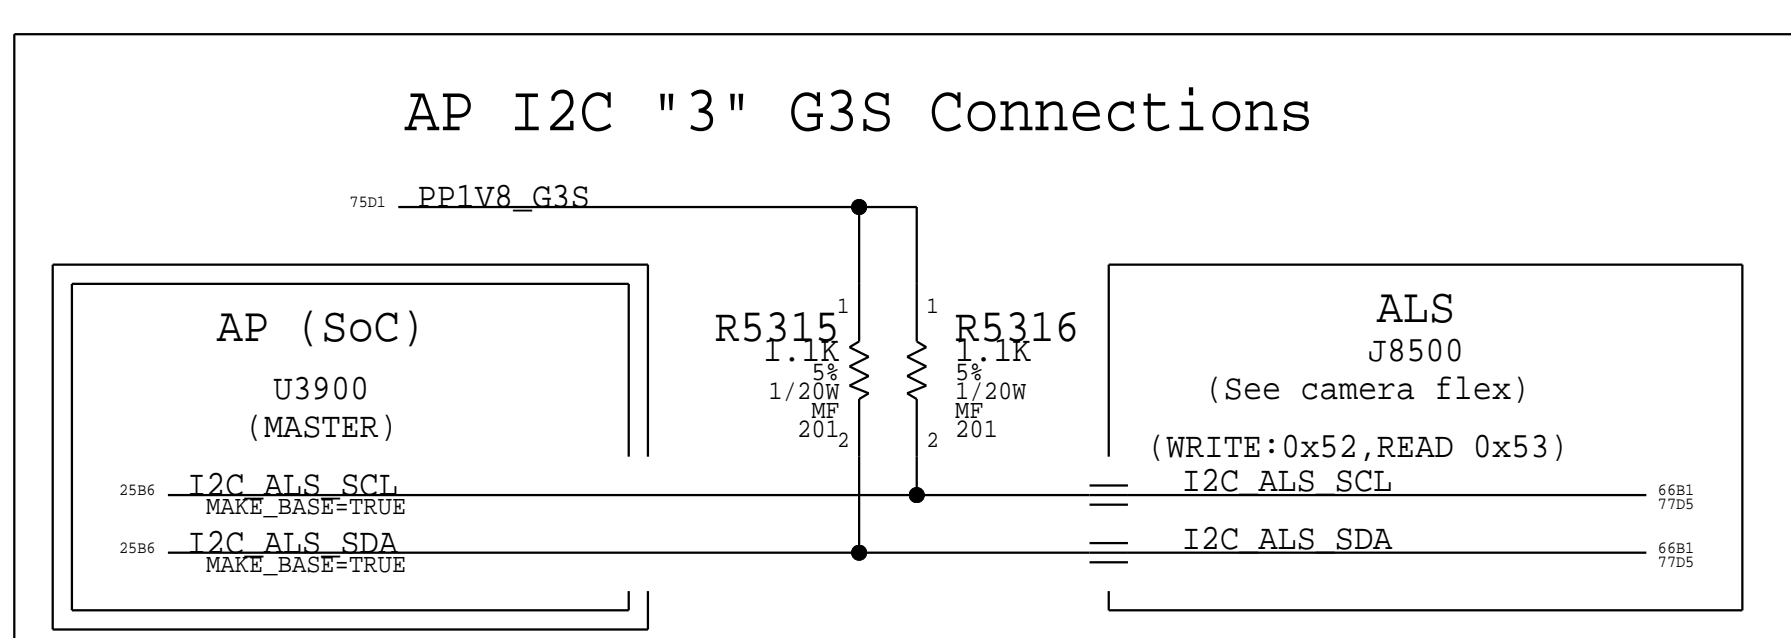 AP I2C "3" G3S Connections
75D1 PP1V8_G3S
AP (SoC)
U3900
(MASTER)
25B6 I2C_ALS_SCL
MAKE_BASE=TRUE
25B6 I2C_ALS_SDA
MAKE_BASE=TRUE
1
R5315
1.1K
5%
1/20W
MF
201
2
1
R5316
1.1K
5%
1/20W
MF
201
2
ALS
J8500
(See camera flex)
(WRITE:0x52,READ 0x53)
I2C_ALS_SCL
66B1
77D5
I2C_ALS_SDA
66B1
77D5